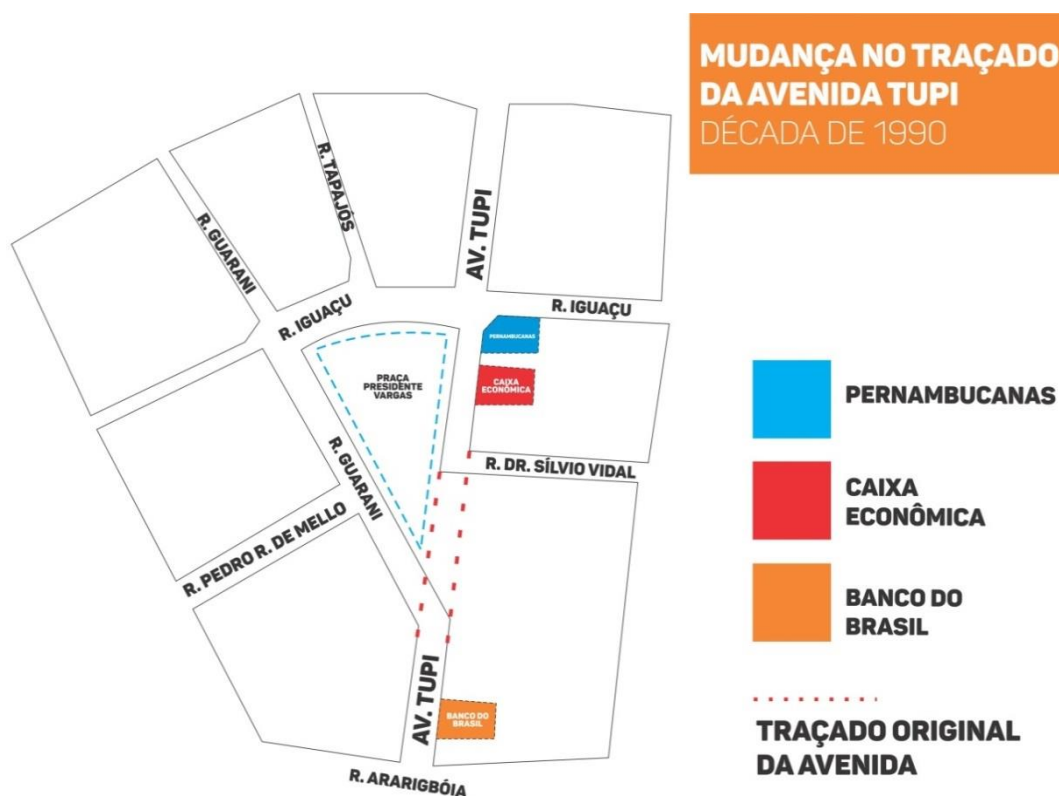 MUDANÇA NO TRAÇADO
DA AVENIDA TUPI
DÉCADA DE 1990
R. TAPAJÓS
R. GUARANI
AV. TUPI
R. IGUAÇU
R. IGUAÇU
PERNAMBUCANAS
CAIXA
ECONÔMICA
PRAÇA
PRESIDENTE
VARGAS
R. GUARANI
R. DR. SÍLVIO VIDAL
R. PEDRO R. DE MELLO
AV. TUPI
BANCO DO
BRASIL
R. ARARIGBÓIA
PERNAMBUCANAS
CAIXA
ECONÔMICA
BANCO DO
BRASIL
TRAÇADO ORIGINAL
DA AVENIDA